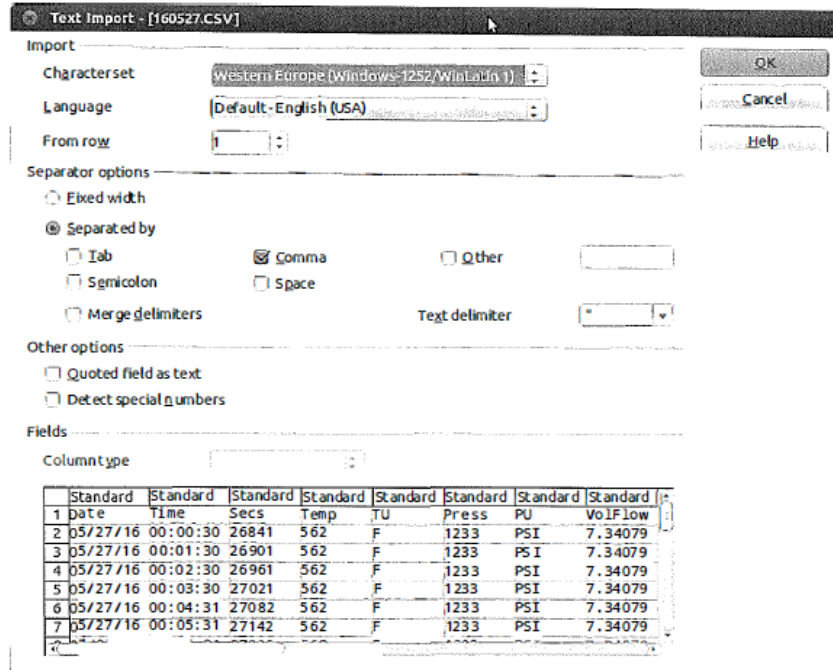 Text Import - [160527.CSV]
Import
Character set Western Europe (Windows-1252/WinLatin 1)
Language Default - English (USA)
From row 1
OK
Cancel
Help
Separator options
Fixed width
Separated by
Tab Comma Other
Semicolon Space
Merge delimiters Text delimiter "
Other options
Quoted field as text
Detect special numbers
Fields
Column type
Standard Standard Standard Standard Standard Standard Standard Standard
1 Date Time Secs Temp TU Press PU VolFlow
2 05/27/16 00:00:30 26841 562 F 1233 PSI 7.34079
3 05/27/16 00:01:30 26901 562 F 1233 PSI 7.34079
4 05/27/16 00:02:30 26961 562 F 1233 PSI 7.34079
5 05/27/16 00:03:30 27021 562 F 1233 PSI 7.34079
6 05/27/16 00:04:31 27082 562 F 1233 PSI 7.34079
7 05/27/16 00:05:31 27142 562 F 1233 PSI 7.34079